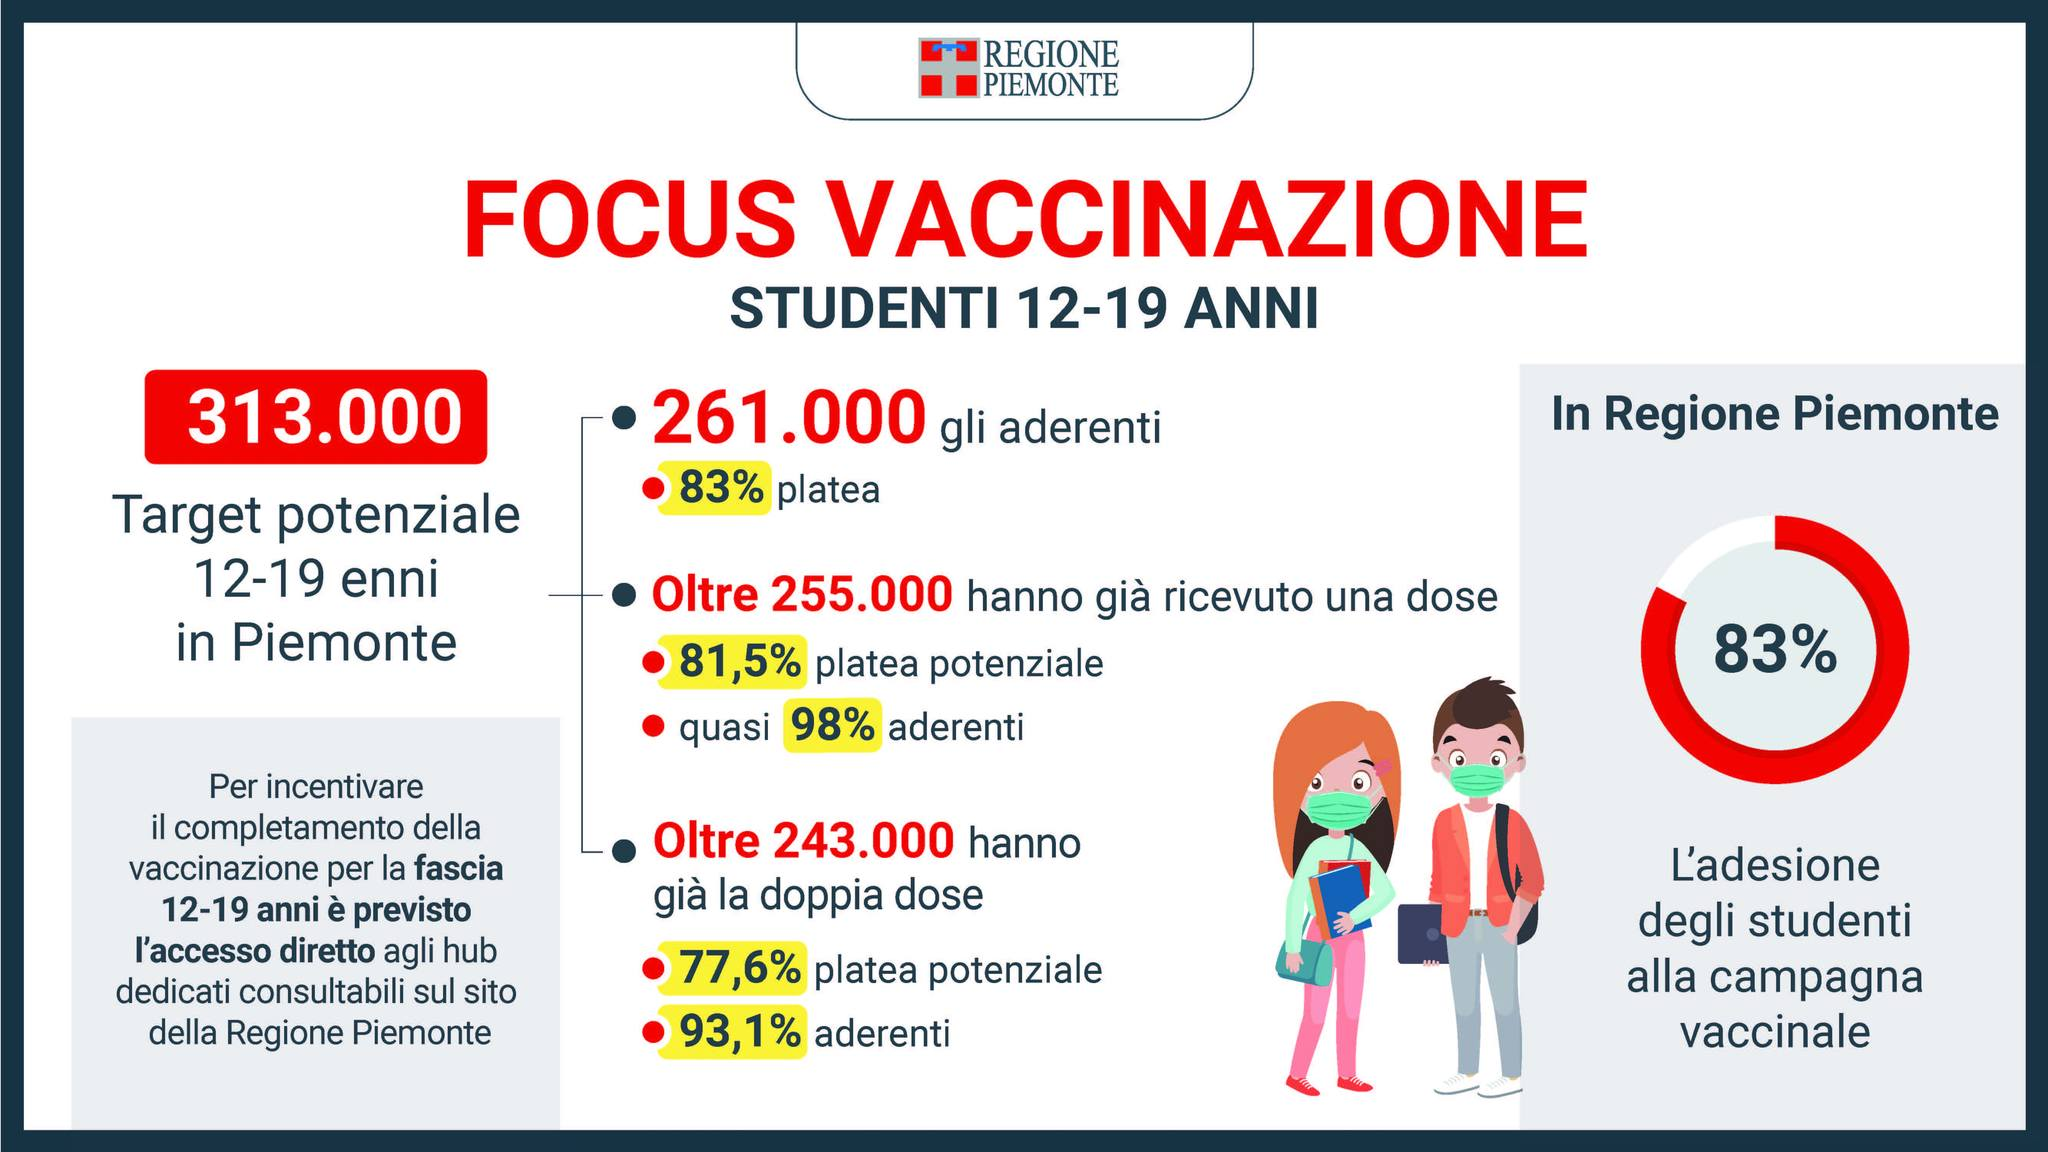 REGIONE
PIEMONTE
FOCUS VACCINAZIONE
STUDENTI 12-19 ANNI
313.000
Target potenziale
12-19 enni
in Piemonte
Per incentivare
il completamento della
vaccinazione per la fascia
12-19 anni è previsto
l'accesso diretto agli hub
dedicati consultabili sul sito
della Regione Piemonte
261.000 gli aderenti
83% platea
Oltre 255.000 hanno già ricevuto una dose
81,5% platea potenziale
quasi 98% aderenti
Oltre 243.000 hanno
già la doppia dose
77,6% platea potenziale
93,1% aderenti
In Regione Piemonte
83%
L'adesione
degli studenti
alla campagna
vaccinale